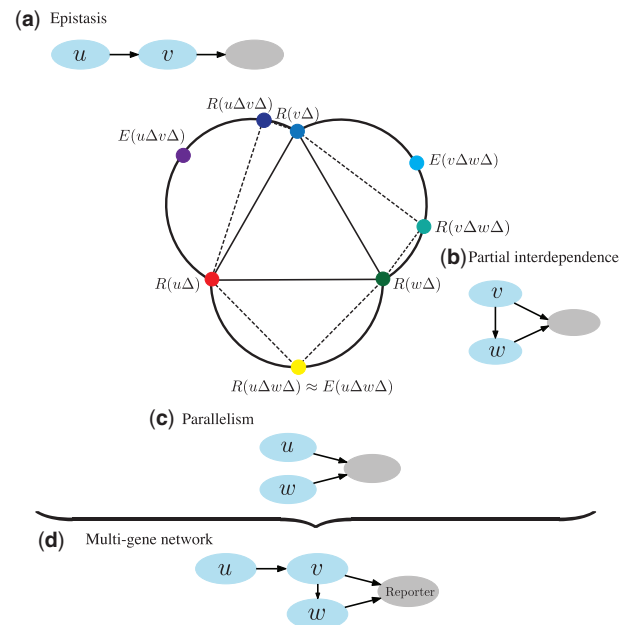 (a) Epistasis
u v
R(uΔvΔ) R(vΔ)
E(uΔvΔ)
E(vΔwΔ)
R(vΔwΔ)
(b) Partial interdependence
R(uΔ)
R(wΔ)
v
w
R(uΔwΔ) ≈ E(uΔwΔ)
(c) Parallelism
u
w
(d) Multi-gene network
u v
Reporter
w